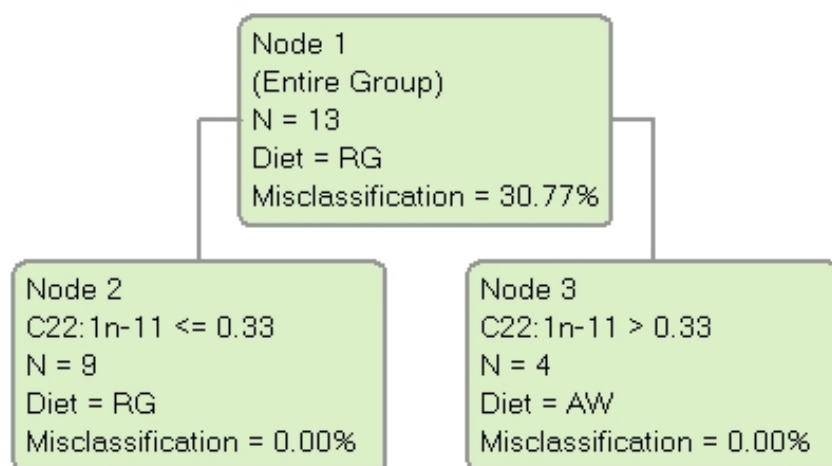 Node 1
(Entire Group)
N = 13
Diet = RG
Misclassification = 30.77%
Node 2
C22:1n-11 <= 0.33
N = 9
Diet = RG
Misclassification = 0.00%
Node 3
C22:1n-11 > 0.33
N = 4
Diet = AW
Misclassification = 0.00%